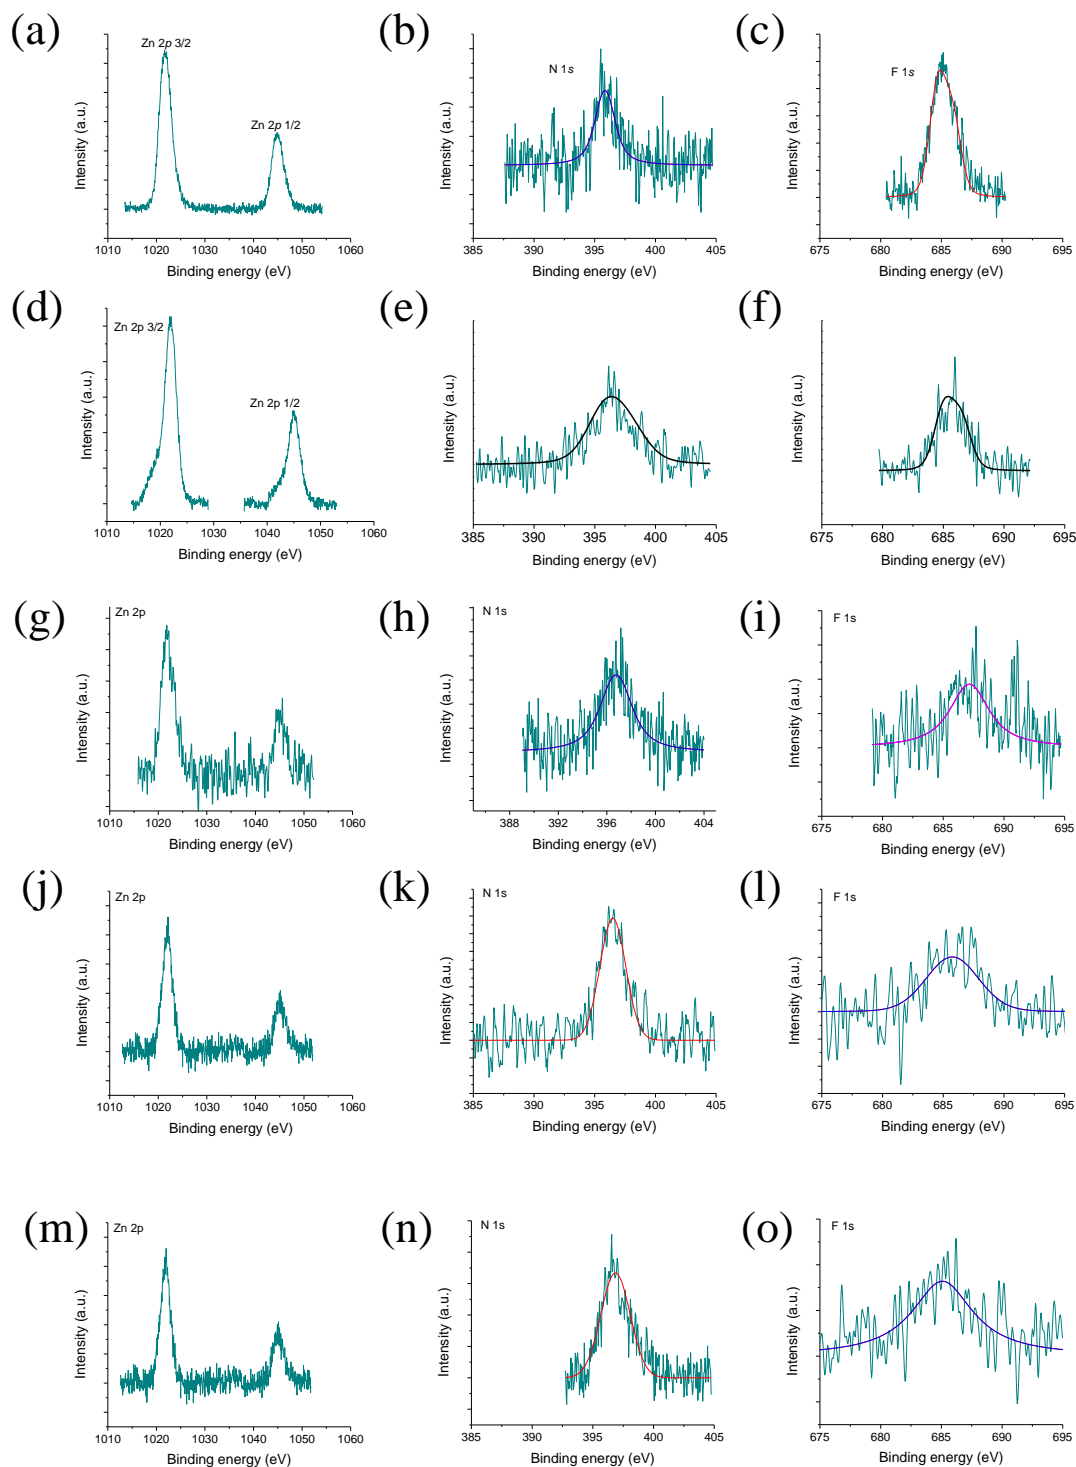 (a)
Zn 2p 3/2
Zn 2p 1/2
Intensity (a.u.)
1010 1020 1030 1040 1050 1060
Binding energy (eV)
(b)
N 1s
Intensity (a.u.)
385 390 395 400 405
Binding energy (eV)
(c)
F 1s
Intensity (a.u.)
675 680 685 690 695
Binding energy (eV)
(d)
Zn 2p 3/2
Zn 2p 1/2
Intensity (a.u.)
1010 1020 1030 1040 1050 1060
Binding energy (eV)
(e)
Intensity (a.u.)
385 390 395 400 405
Binding energy (eV)
(f)
Intensity (a.u.)
675 680 685 690 695
Binding energy (eV)
(g)
Zn 2p
Intensity (a.u.)
1010 1020 1030 1040 1050 1060
Binding energy (eV)
(h)
N 1s
Intensity (a.u.)
388 392 396 400 404
Binding energy (eV)
(i)
F 1s
Intensity (a.u.)
675 680 685 690 695
Binding energy (eV)
(j)
Zn 2p
Intensity (a.u.)
1010 1020 1030 1040 1050 1060
Binding energy (eV)
(k)
N 1s
Intensity (a.u.)
385 390 395 400 405
Binding energy (eV)
(l)
F 1s
Intensity (a.u.)
675 680 685 690 695
Binding energy (eV)
(m)
Zn 2p
Intensity (a.u.)
1010 1020 1030 1040 1050 1060
Binding energy (eV)
(n)
N 1s
Intensity (a.u.)
385 390 395 400 405
Binding energy (eV)
(o)
F 1s
Intensity (a.u.)
675 680 685 690 695
Binding energy (eV)